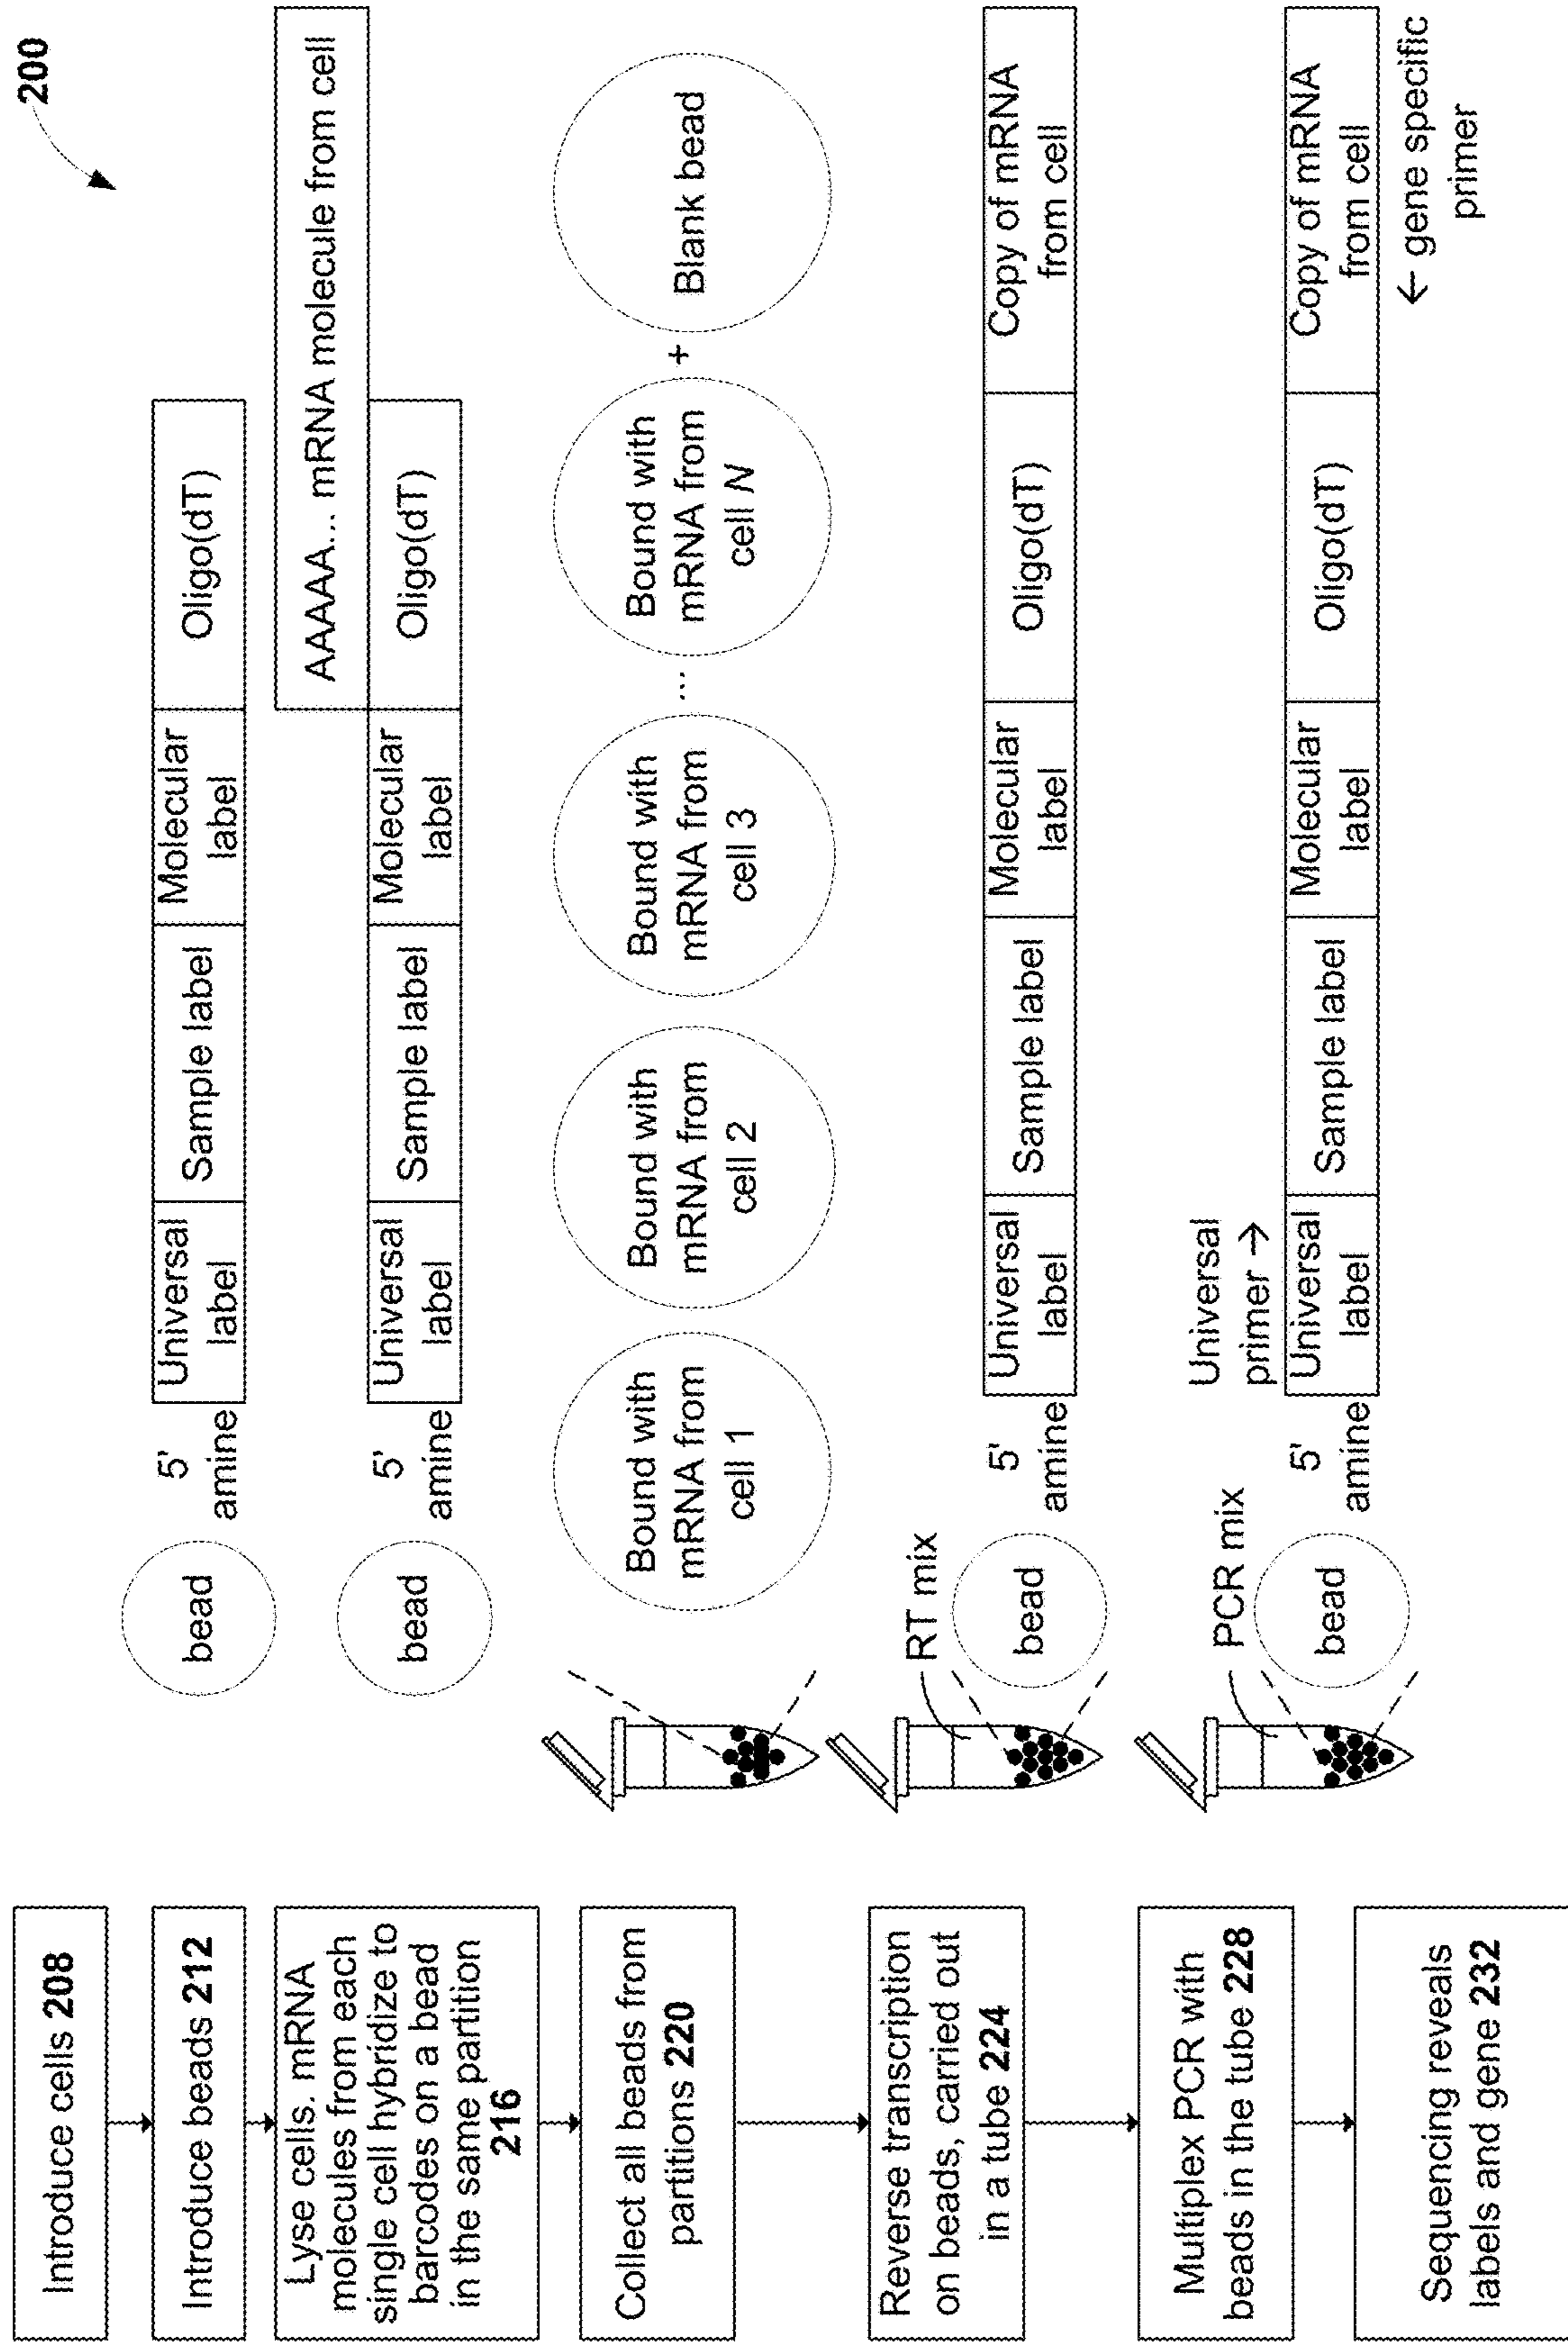 200
Introduce cells 208
Introduce beads 212
bead
5'
amine
Universal
label
Sample label
Molecular
label
Oligo(dT)
Lyse cells. mRNA
molecules from each
single cell hybridize to
barcodes on a bead
in the same partition
216
AAAAA... mRNA molecule from cell
bead
5'
amine
Universal
label
Sample label
Molecular
label
Oligo(dT)
Collect all beads from
partitions 220
Bound with
mRNA from
cell 1
Bound with
mRNA from
cell 2
Bound with
mRNA from
cell 3
...
Bound with
mRNA from
cell N
+
Blank bead
Reverse transcription
on beads, carried out
in a tube 224
RT mix
bead
5'
amine
Universal
label
Sample label
Molecular
label
Oligo(dT)
Copy of mRNA
from cell
Multiplex PCR with
beads in the tube 228
PCR mix
bead
5'
amine
Universal
primer →
Universal
label
Sample label
Molecular
label
Oligo(dT)
Copy of mRNA
from cell
← gene specific
primer
Sequencing reveals
labels and gene 232